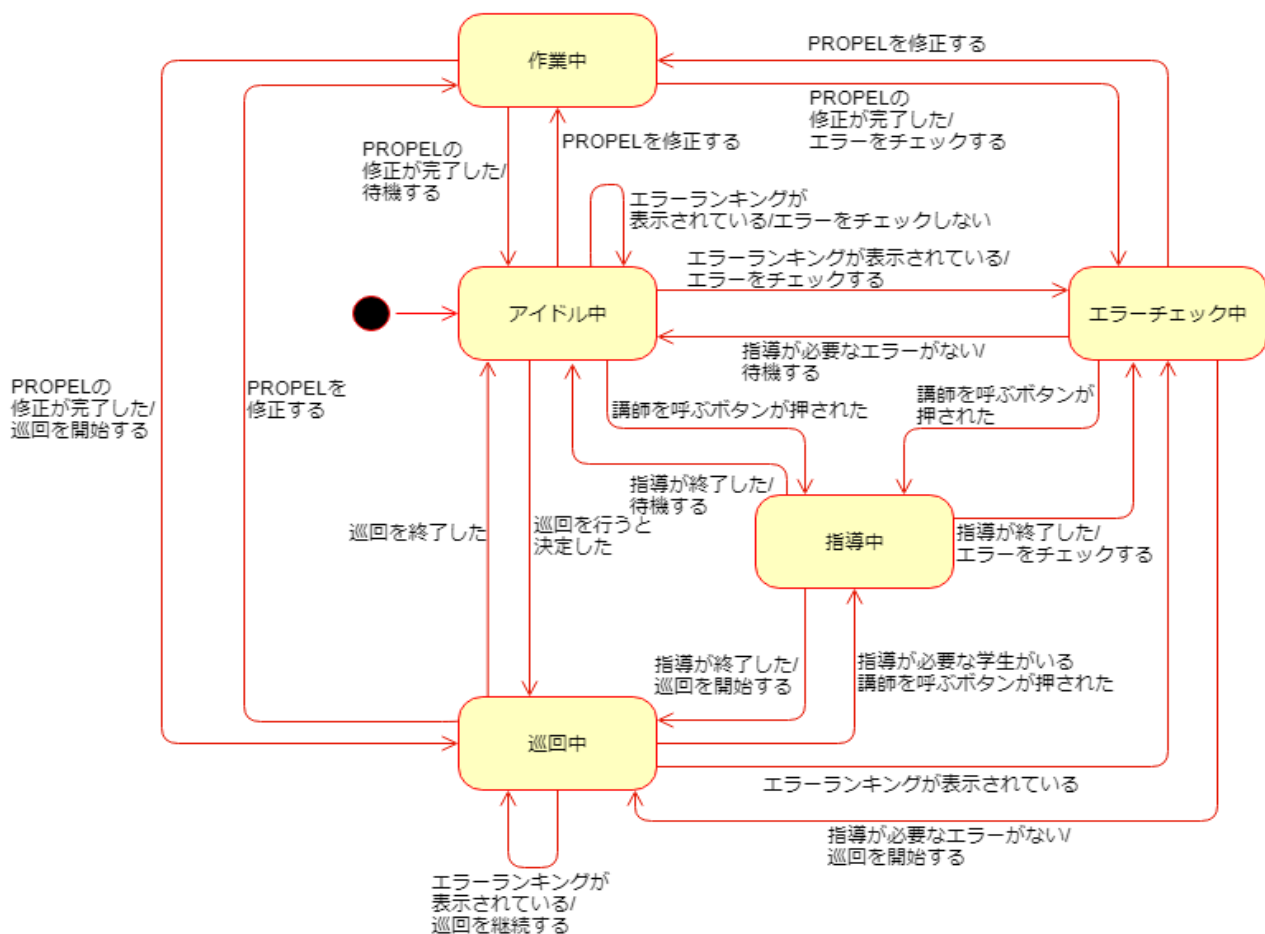 作業中
PROPELを修正する
PROPELの
修正が完了した/
エラーをチェックする
PROPELの
修正が完了した/
待機する
PROPELを修正する
エラーランキングが
表示されている/エラーをチェックしない
エラーランキングが表示されている/
エラーをチェックする
アイドル中
エラーチェック中
指導が必要なエラーがない/
待機する
PROPELの
修正が完了した/
巡回を開始する
PROPELを
修正する
講師を呼ぶボタンが押された
講師を呼ぶボタンが
押された
指導が終了した/
待機する
巡回を終了した
巡回を行うと
決定した
指導中
指導が終了した/
エラーをチェックする
指導が終了した/
巡回を開始する
指導が必要な学生がいる
講師を呼ぶボタンが押された
巡回中
エラーランキングが表示されている
指導が必要なエラーがない/
巡回を開始する
エラーランキングが
表示されている/
巡回を継続する